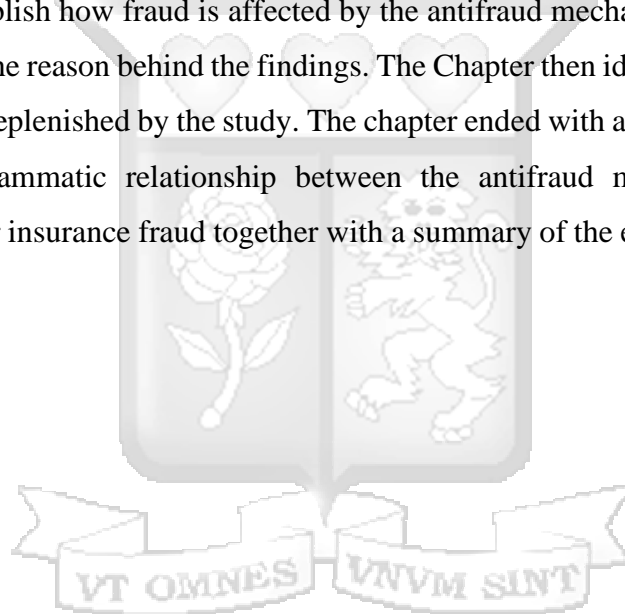 blish how fraud is affected by the antifraud mecha
he reason behind the findings. The Chapter then id
eplenished by the study. The chapter ended with a
ammatic relationship between the antifraud m
r insurance fraud together with a summary of the e
VT OMNES VNVM SINT